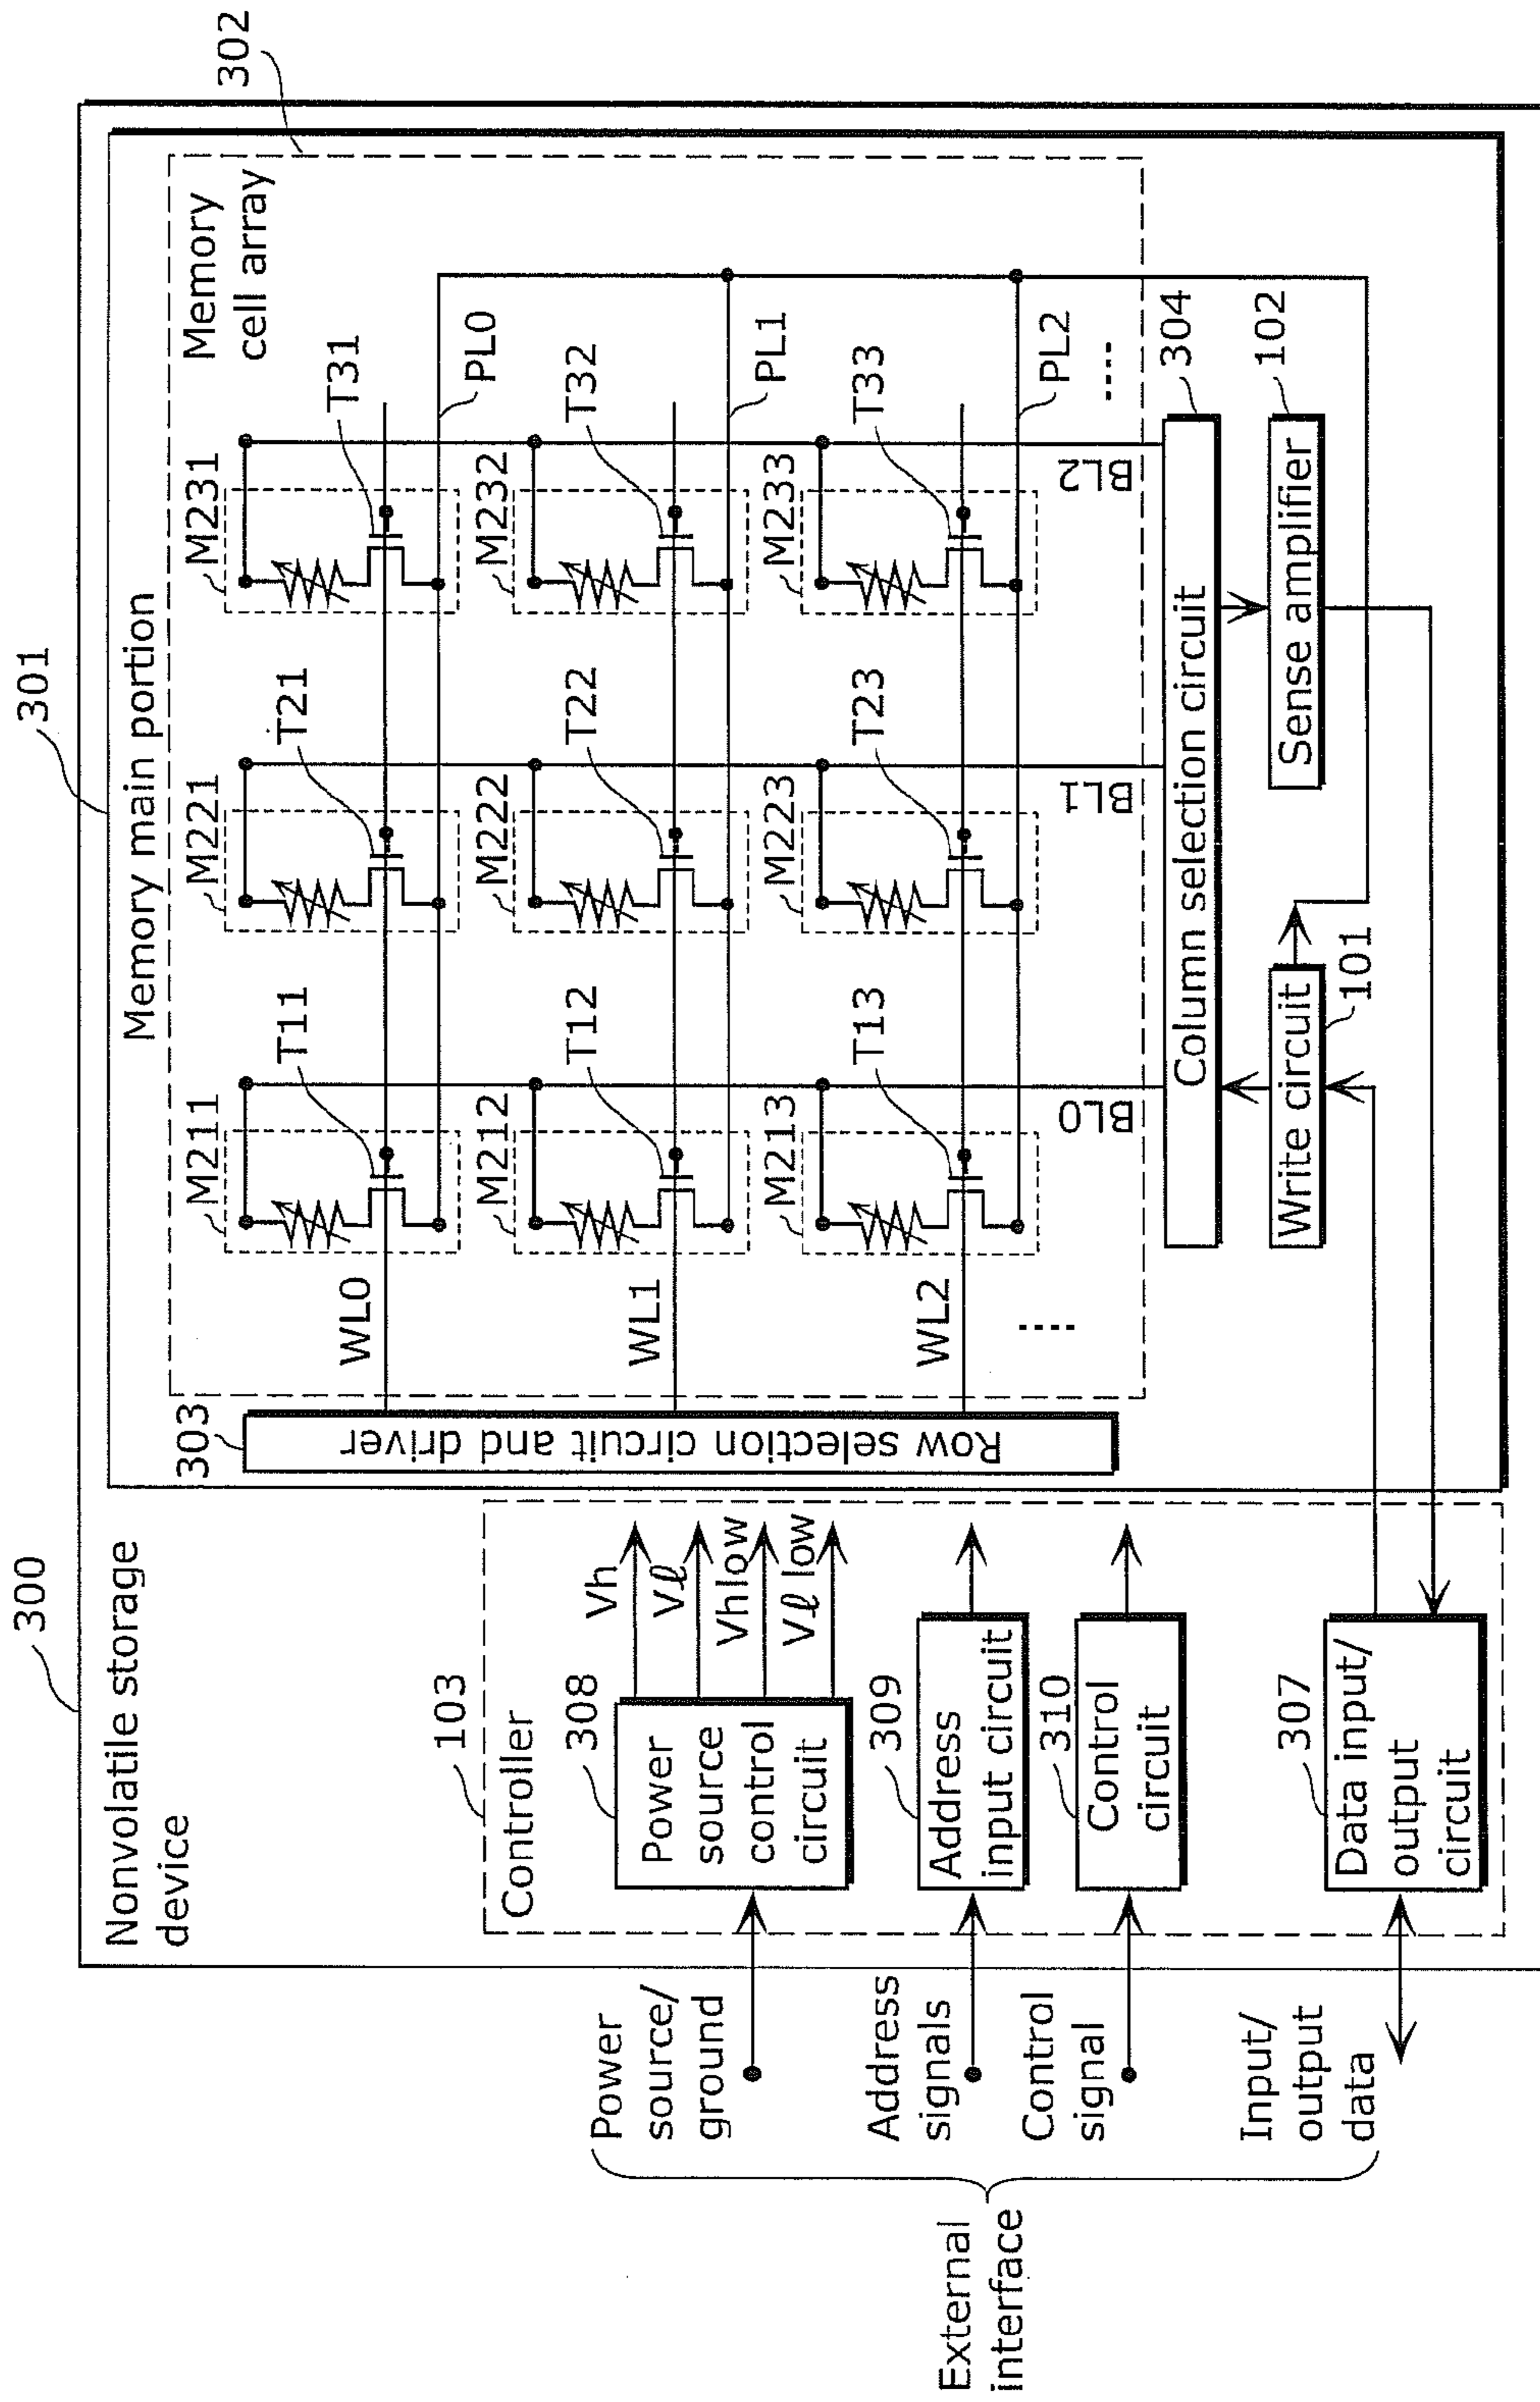 300
Nonvolatile storage
device
301
Memory main portion
302
Memory
cell array
303
Row selection circuit and driver
WL0
WL1
WL2
....
M211
T11
M221
T21
M231
T31
PL0
M212
T12
M222
T22
M232
T32
PL1
M213
T13
M223
T23
M233
T33
PL2
....
BL0
BL1
BL2
Column selection circuit
304
Write circuit
101
Sense amplifier
102
103
Controller
308
Power
source
control
circuit
Vh
Vℓ
Vhlow
Vℓ low
309
Address
input circuit
310
Control
circuit
307
Data input/
output
circuit
External
interface
Power
source/
ground
Address
signals
Control
signal
Input/
output
data